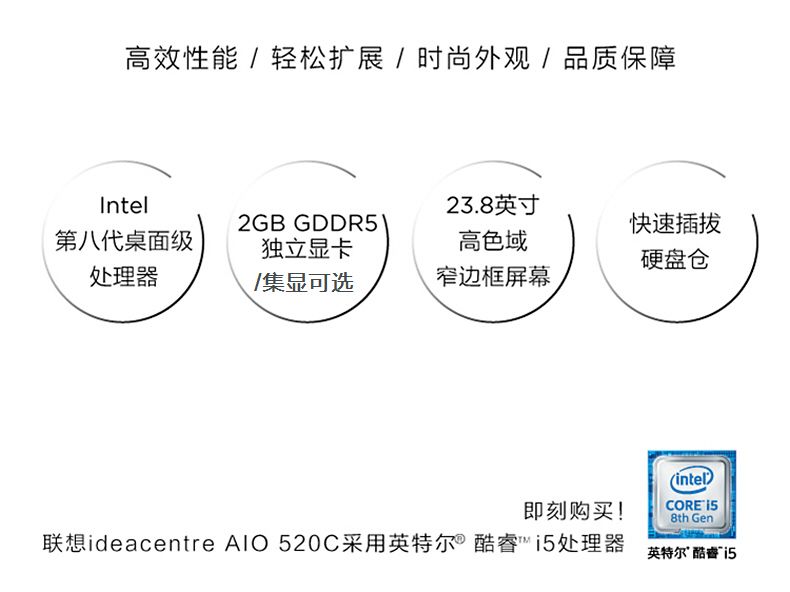 高效性能 / 轻松扩展 / 时尚外观 / 品质保障
Intel
第八代桌面级
处理器
2GB GDDR5
独立显卡
/集显可选
23.8英寸
高色域
窄边框屏幕
快速插拔
硬盘仓
intel
CORE™ i5
8th Gen
即刻购买!
联想ideacentre AIO 520C采用英特尔® 酷睿™ i5处理器
英特尔® 酷睿™ i5